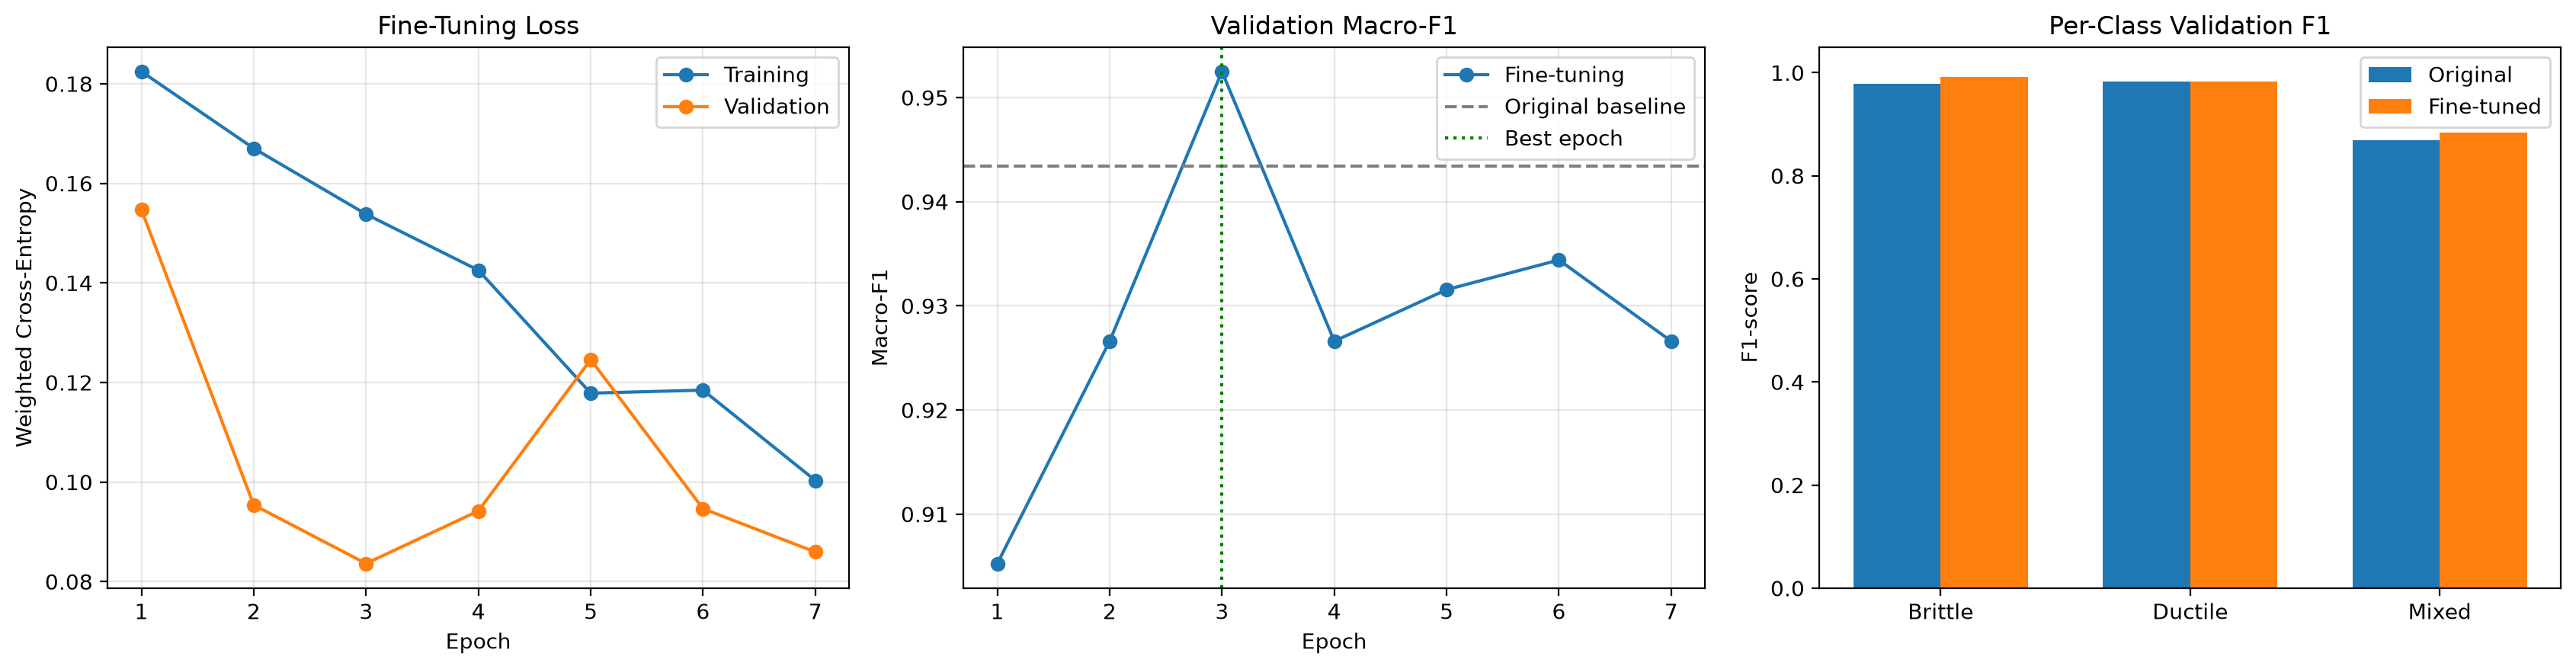 Fine-Tuning Loss
Weighted Cross-Entropy
0.18
0.16
0.14
0.12
0.10
0.08
Training
Validation
1 2 3 4 5 6 7
Epoch
Validation Macro-F1
Macro-F1
0.95
0.94
0.93
0.92
0.91
Fine-tuning
Original baseline
Best epoch
1 2 3 4 5 6 7
Epoch
Per-Class Validation F1
F1-score
1.0
0.8
0.6
0.4
0.2
0.0
Original
Fine-tuned
Brittle Ductile Mixed